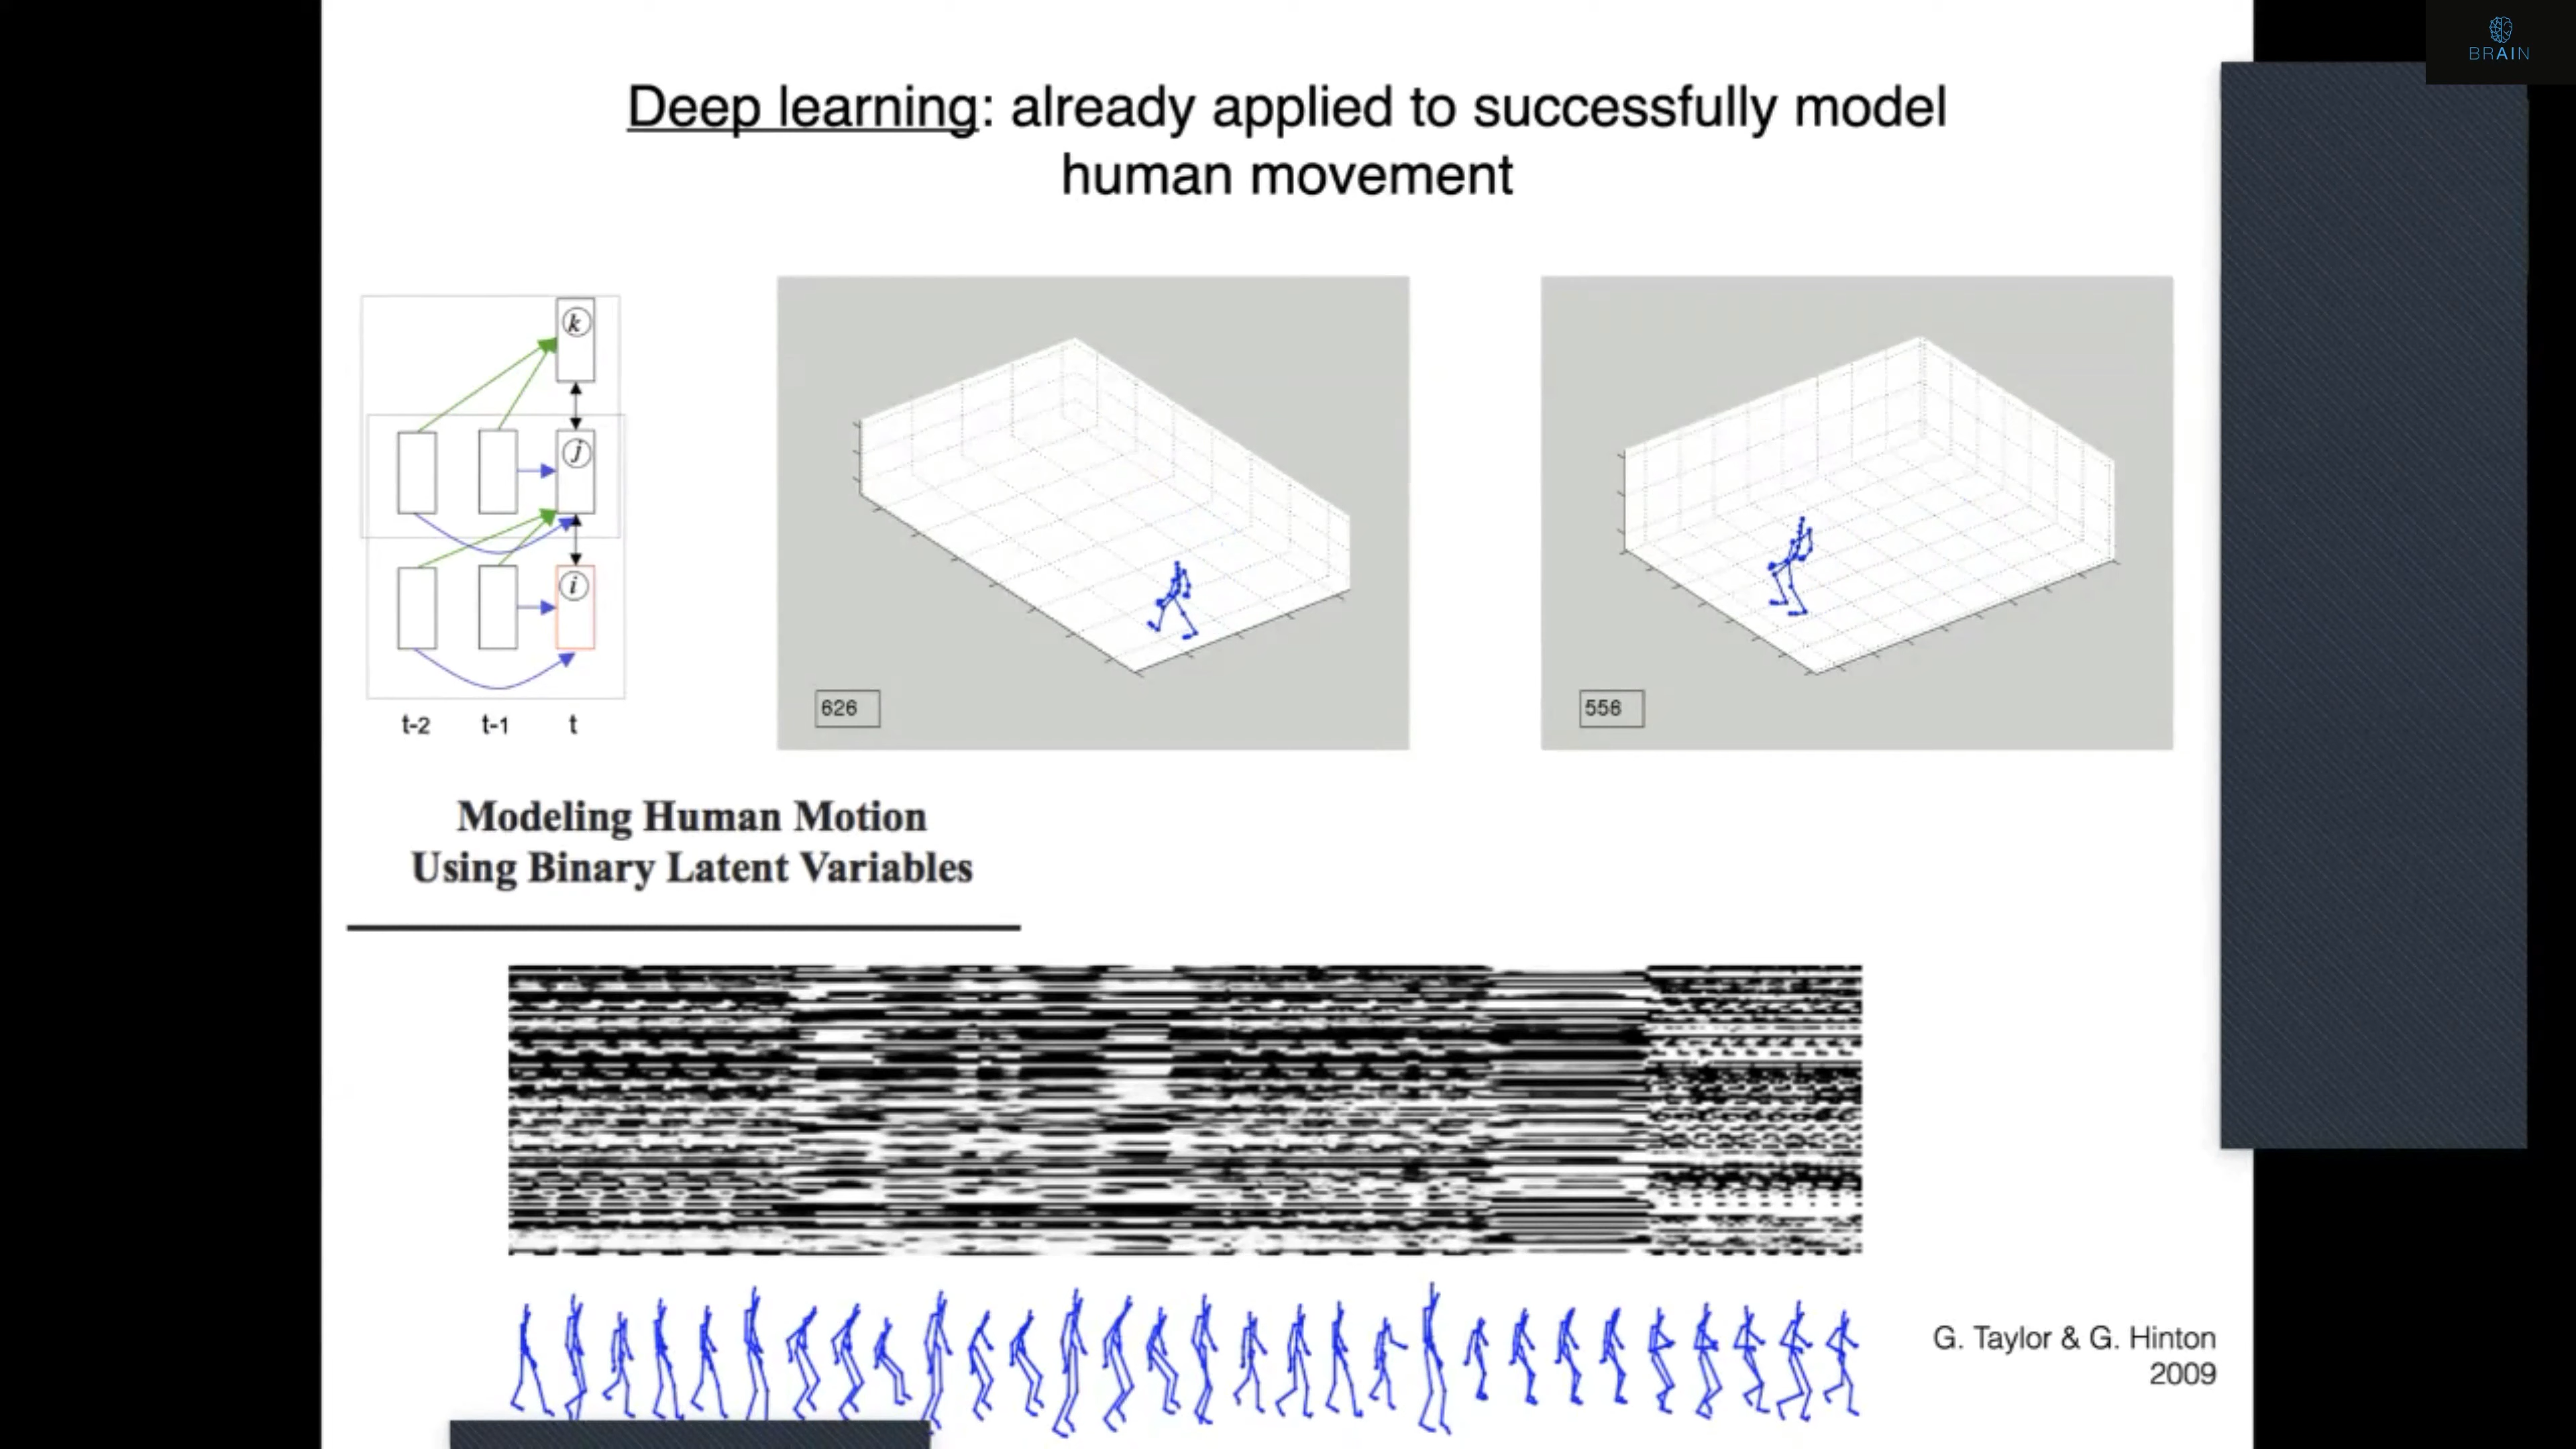 BRAIN
Deep learning: already applied to successfully model
human movement
k
j
i
t-2 t-1 t
626
556
Modeling Human Motion
Using Binary Latent Variables
G. Taylor & G. Hinton
2009